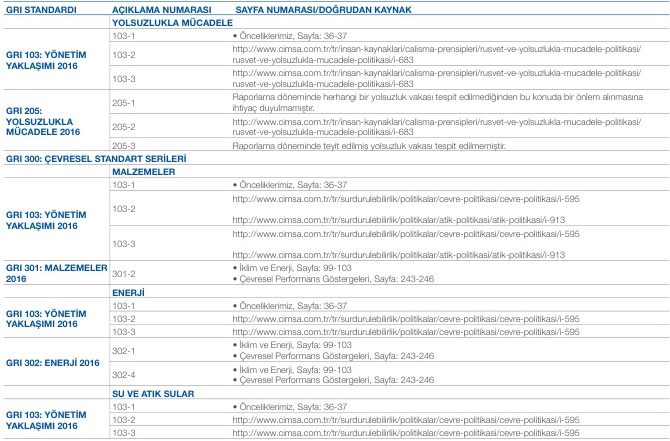 GRI STANDARDI AÇIKLAMA NUMARASI SAYFA NUMARASI/DOĞRUDAN KAYNAK
YOLSUZLUKLA MÜCADELE
GRI 103: YÖNETİM
YAKLAŞIMI 2016
103-1 • Önceliklerimiz, Sayfa: 36-37
103-2 http://www.cimsa.com.tr/tr/insan-kaynaklari/calisma-prensipleri/rusvet-ve-yolsuzlukla-mucadele-politikasi/
rusvet-ve-yolsuzlukla-mucadele-politikasi/i-683
103-3 http://www.cimsa.com.tr/tr/insan-kaynaklari/calisma-prensipleri/rusvet-ve-yolsuzlukla-mucadele-politikasi/
rusvet-ve-yolsuzlukla-mucadele-politikasi/i-683
GRI 205:
YOLSUZLUKLA
MÜCADELE 2016
205-1 Raporlama döneminde herhangi bir yolsuzluk vakası tespit edilmediğinden bu konuda bir önlem alınmasına
ihtiyaç duyulmamıştır.
205-2 http://www.cimsa.com.tr/tr/insan-kaynaklari/calisma-prensipleri/rusvet-ve-yolsuzlukla-mucadele-politikasi/
rusvet-ve-yolsuzlukla-mucadele-politikasi/i-683
205-3 Raporlama döneminde teyit edilmiş yolsuzluk vakası tespit edilmemiştir.
GRI 300: ÇEVRESEL STANDART SERİLERİ
MALZEMELER
GRI 103: YÖNETİM
YAKLAŞIMI 2016
103-1 • Önceliklerimiz, Sayfa: 36-37
103-2 http://www.cimsa.com.tr/tr/surdurulebilirlik/politikalar/cevre-politikasi/cevre-politikasi/i-595
http://www.cimsa.com.tr/tr/surdurulebilirlik/politikalar/atik-politikasi/atik-politikasi/i-913
103-3 http://www.cimsa.com.tr/tr/surdurulebilirlik/politikalar/cevre-politikasi/cevre-politikasi/i-595
http://www.cimsa.com.tr/tr/surdurulebilirlik/politikalar/atik-politikasi/atik-politikasi/i-913
GRI 301: MALZEMELER
2016
301-2 • İklim ve Enerji, Sayfa: 99-103
• Çevresel Performans Göstergeleri, Sayfa: 243-246
ENERJİ
GRI 103: YÖNETİM
YAKLAŞIMI 2016
103-1 • Önceliklerimiz, Sayfa: 36-37
103-2 http://www.cimsa.com.tr/tr/surdurulebilirlik/politikalar/cevre-politikasi/cevre-politikasi/i-595
103-3 http://www.cimsa.com.tr/tr/surdurulebilirlik/politikalar/cevre-politikasi/cevre-politikasi/i-595
GRI 302: ENERJİ 2016
302-1 • İklim ve Enerji, Sayfa: 99-103
• Çevresel Performans Göstergeleri, Sayfa: 243-246
302-4 • İklim ve Enerji, Sayfa: 99-103
• Çevresel Performans Göstergeleri, Sayfa: 243-246
SU VE ATIK SULAR
GRI 103: YÖNETİM
YAKLAŞIMI 2016
103-1 • Önceliklerimiz, Sayfa: 36-37
103-2 http://www.cimsa.com.tr/tr/surdurulebilirlik/politikalar/cevre-politikasi/cevre-politikasi/i-595
103-3 http://www.cimsa.com.tr/tr/surdurulebilirlik/politikalar/cevre-politikasi/cevre-politikasi/i-595